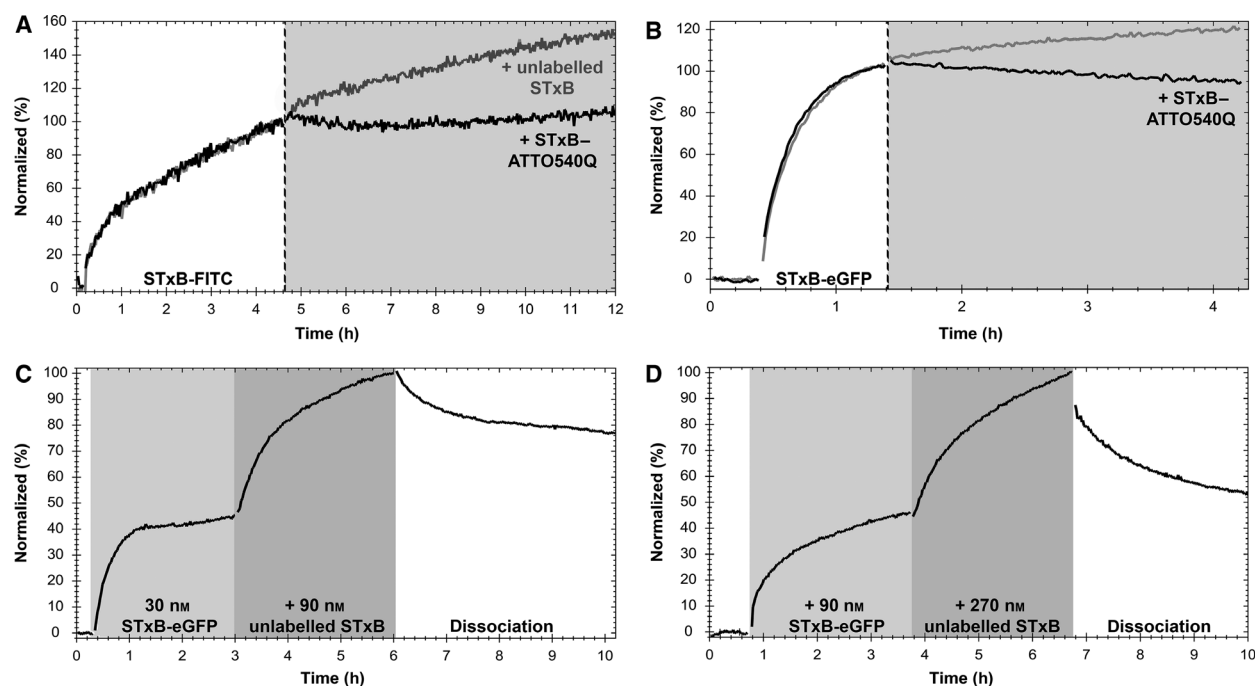 A
Normalized (%)
160
140
120
100
80
60
40
20
0
+ unlabelled
STxB
+ STxB–
ATTO540Q
STxB-FITC
0 1 2 3 4 5 6 7 8 9 10 11 12
Time (h)
B
Normalized (%)
120
100
80
60
40
20
0
+ STxB–
ATTO540Q
STxB-eGFP
0 1 2 3 4
Time (h)
C
Normalized (%)
100
90
80
70
60
50
40
30
20
10
0
30 nM + 90 nM
STxB-eGFP unlabelled STxB Dissociation
0 1 2 3 4 5 6 7 8 9 10
Time (h)
D
Normalized (%)
100
90
80
70
60
50
40
30
20
10
0
+ 90 nM + 270 nM
STxB-eGFP unlabelled STxB Dissociation
0 1 2 3 4 5 6 7 8 9 10
Time (h)